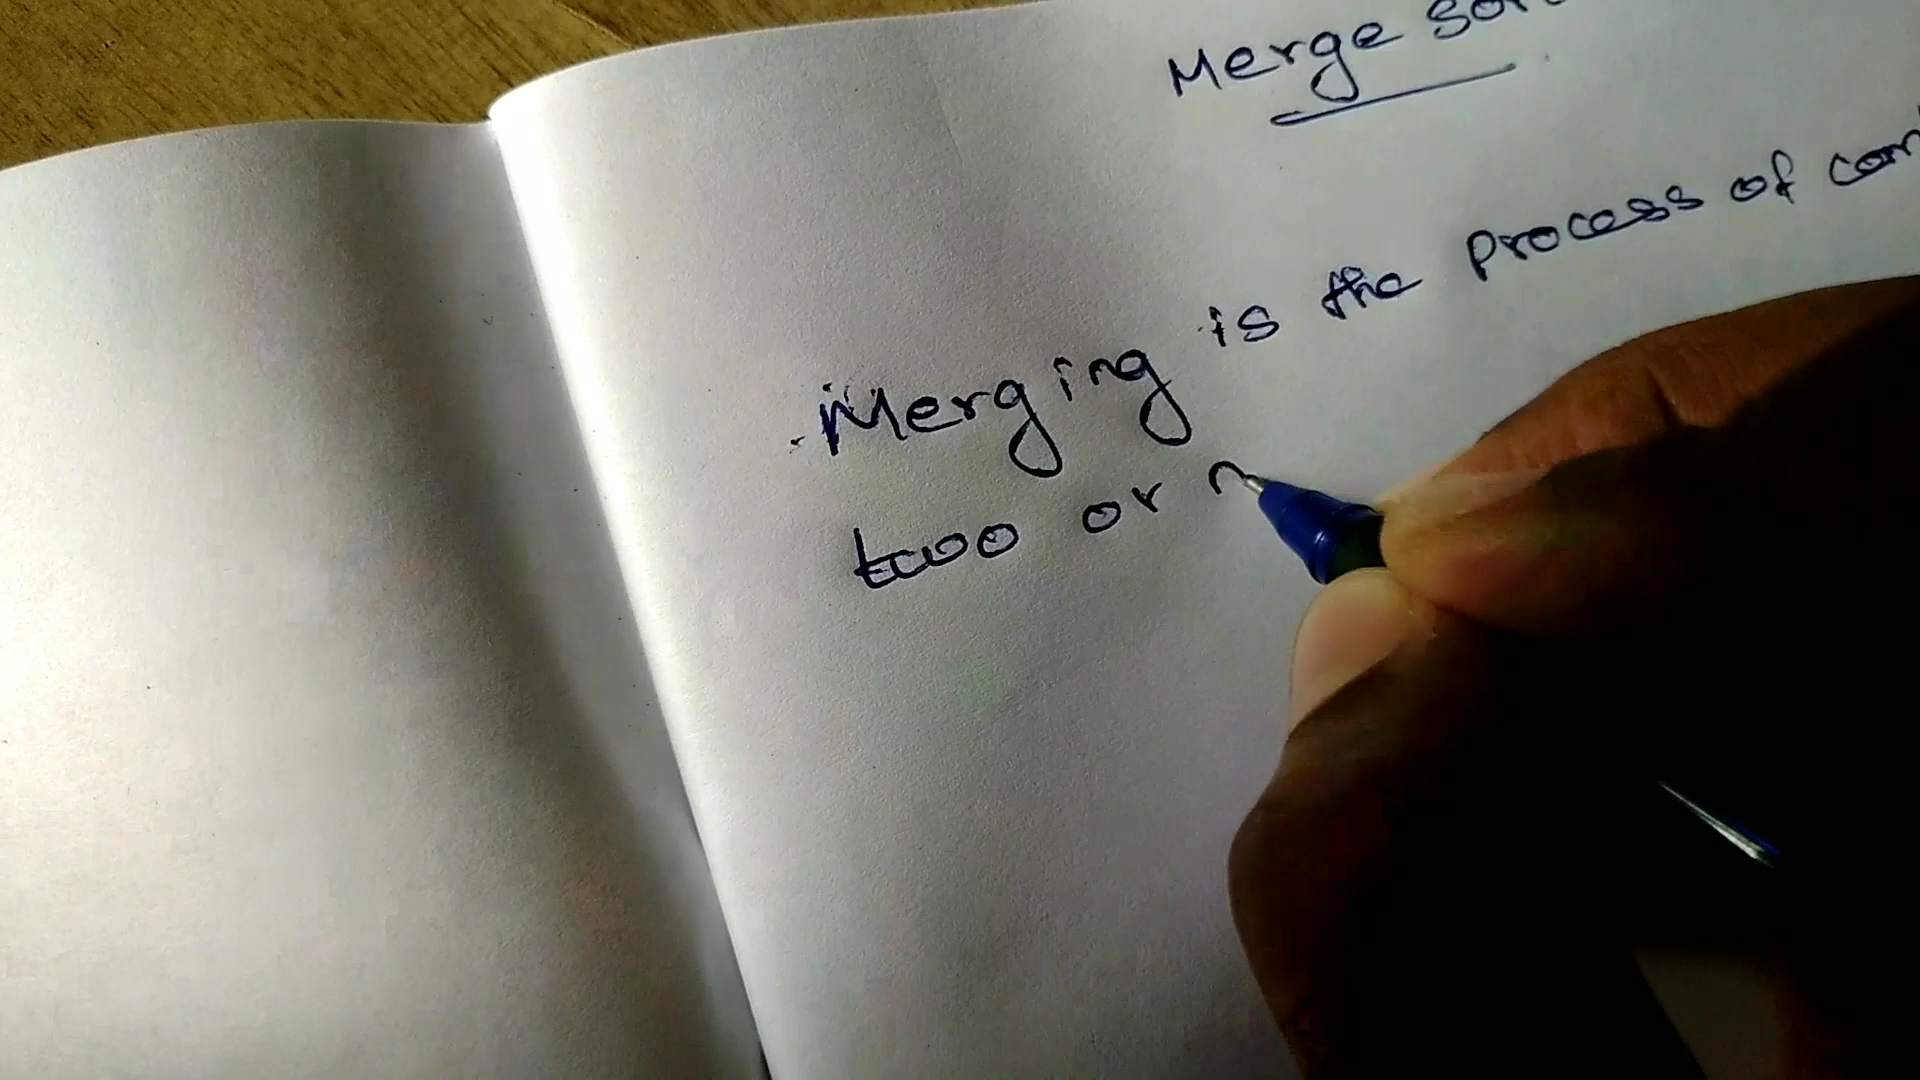 Merge
Merging is the process of
two or